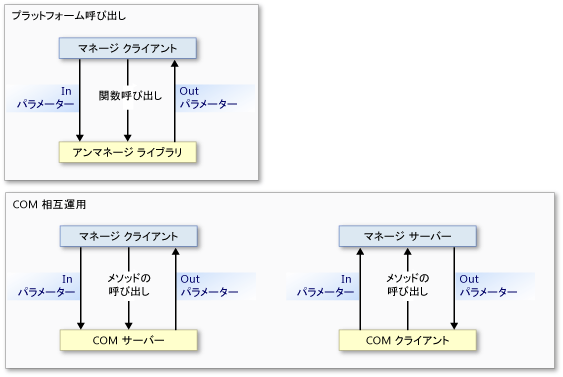 プラットフォーム呼び出し
マネージ クライアント
In
パラメーター
関数呼び出し
Out
パラメーター
アンマネージ ライブラリ
COM 相互運用
マネージ クライアント
In
パラメーター
メソッドの
呼び出し
Out
パラメーター
COM サーバー
マネージ サーバー
In
パラメーター
メソッドの
呼び出し
Out
パラメーター
COM クライアント